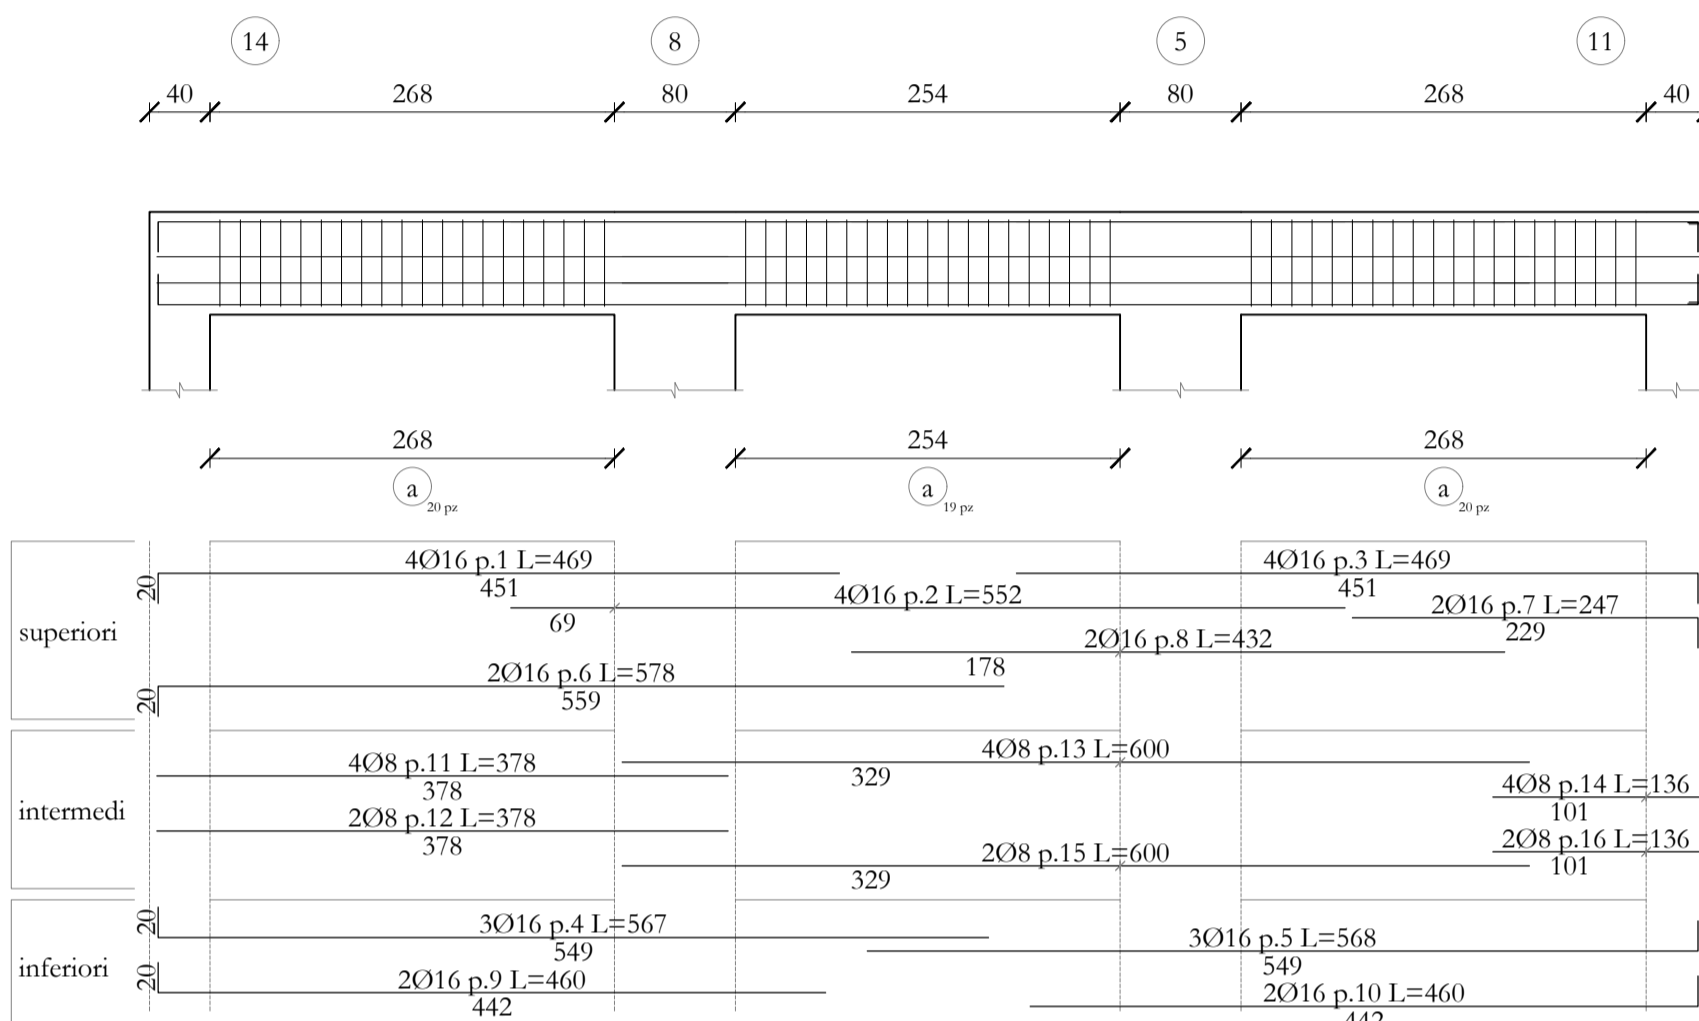 14 8 5 11
40 268 80 254 80 268 40
268 254 268
a 20 pz a 19 pz a 20 pz
superiori
4Ø16 p.1 L=469 4Ø16 p.3 L=469
20 451 451
4Ø16 p.2 L=552
69
2Ø16 p.7 L=247
229
2Ø16 p.8 L=432
178
2Ø16 p.6 L=578
20 559
intermedi
4Ø8 p.13 L=600
329
4Ø8 p.11 L=378
378
4Ø8 p.14 L=136
101
2Ø8 p.12 L=378
378
2Ø8 p.16 L=136
101
2Ø8 p.15 L=600
329
inferiori
3Ø16 p.4 L=567
20 549
3Ø16 p.5 L=568
549
2Ø16 p.9 L=460
20 442
2Ø16 p.10 L=460
442